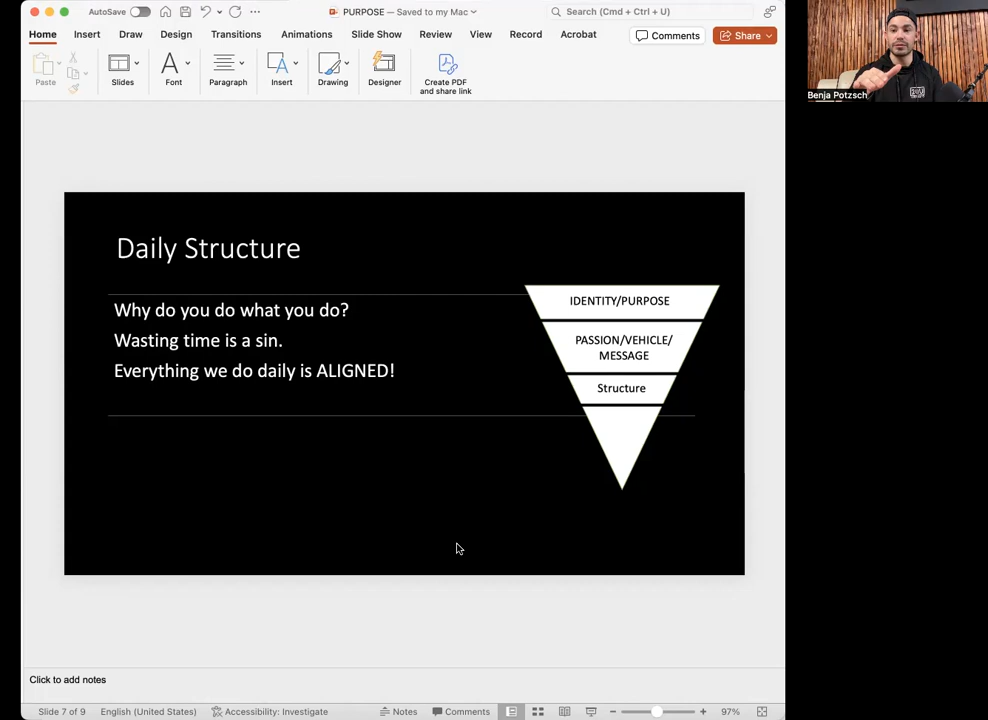 AutoSave
PURPOSE — Saved to my Mac
Search (Cmd + Ctrl + U)
Home
Insert
Draw
Design
Transitions
Animations
Slide Show
Review
View
Record
Acrobat
Comments
Share
Paste
Slides
Font
Paragraph
Insert
Drawing
Designer
Create PDF
and share link
Benja Potzsch
Daily Structure
Why do you do what you do?
Wasting time is a sin.
Everything we do daily is ALIGNED!
IDENTITY/PURPOSE
PASSION/VEHICLE/
MESSAGE
Structure
Click to add notes
Slide 7 of 9
English (United States)
Accessibility: Investigate
Notes
Comments
97%